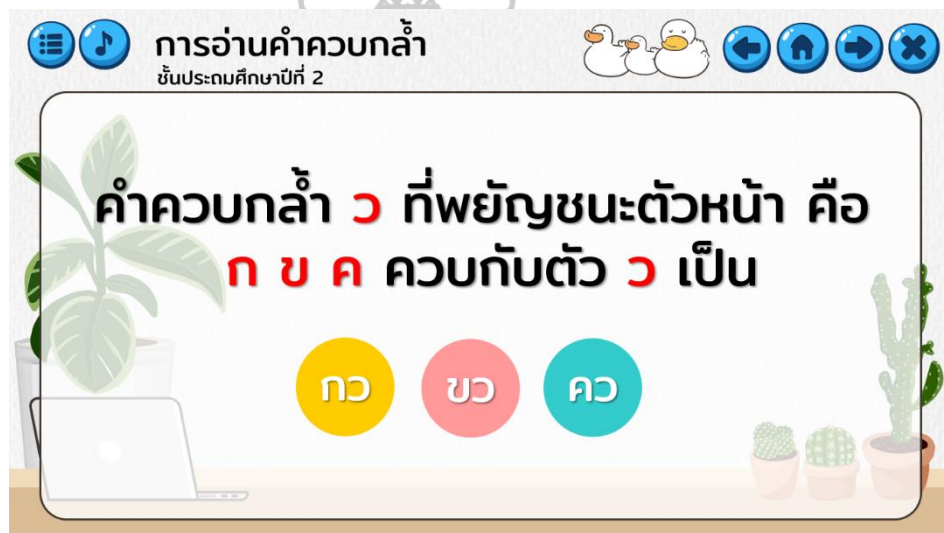 การอ่านคำควบกล้ำ
ชั้นประถมศึกษาปีที่ 2
คำควบกล้ำ ว ที่พยัญชนะตัวหน้า คือ
ก ข ค ควบกับตัว ว เป็น
กว ขว คว